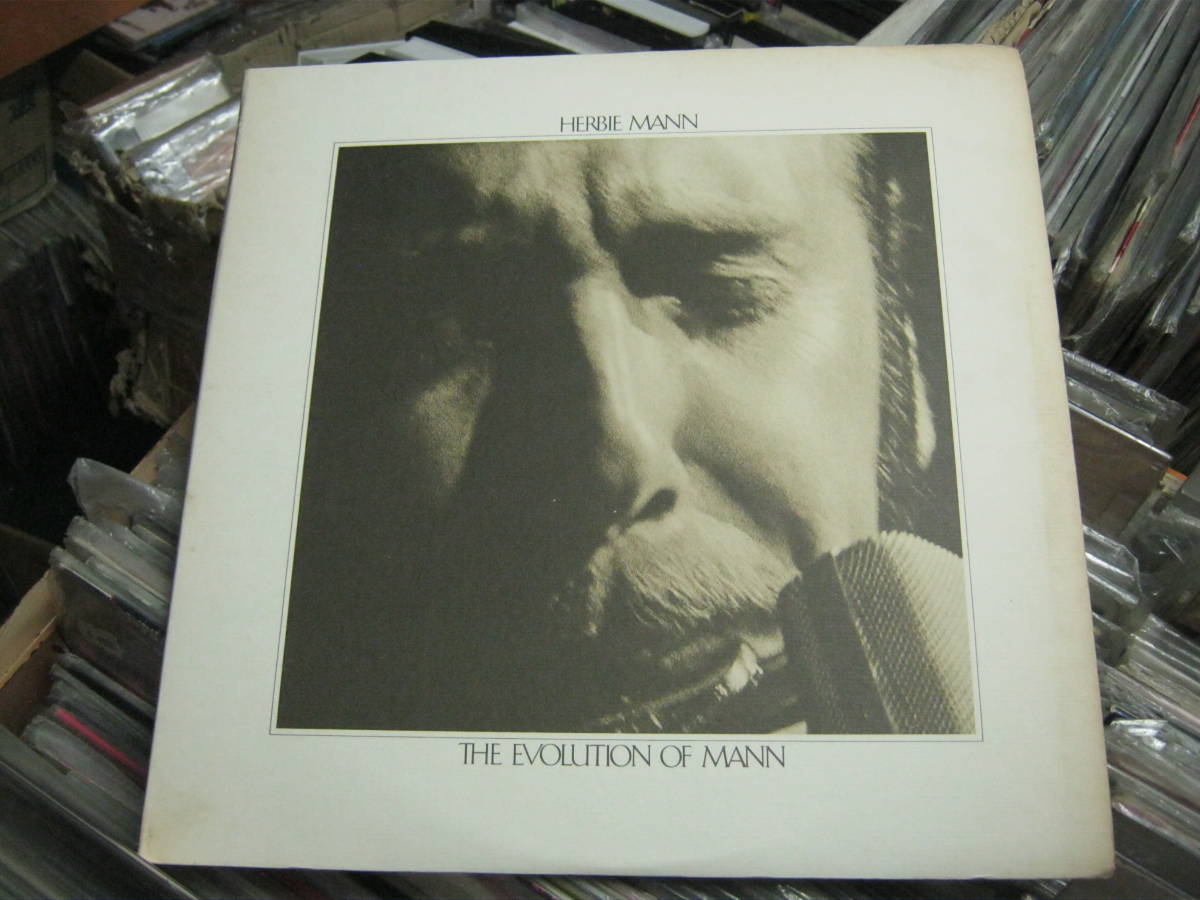 HERBIE MANN
THE EVOLUTION OF MANN